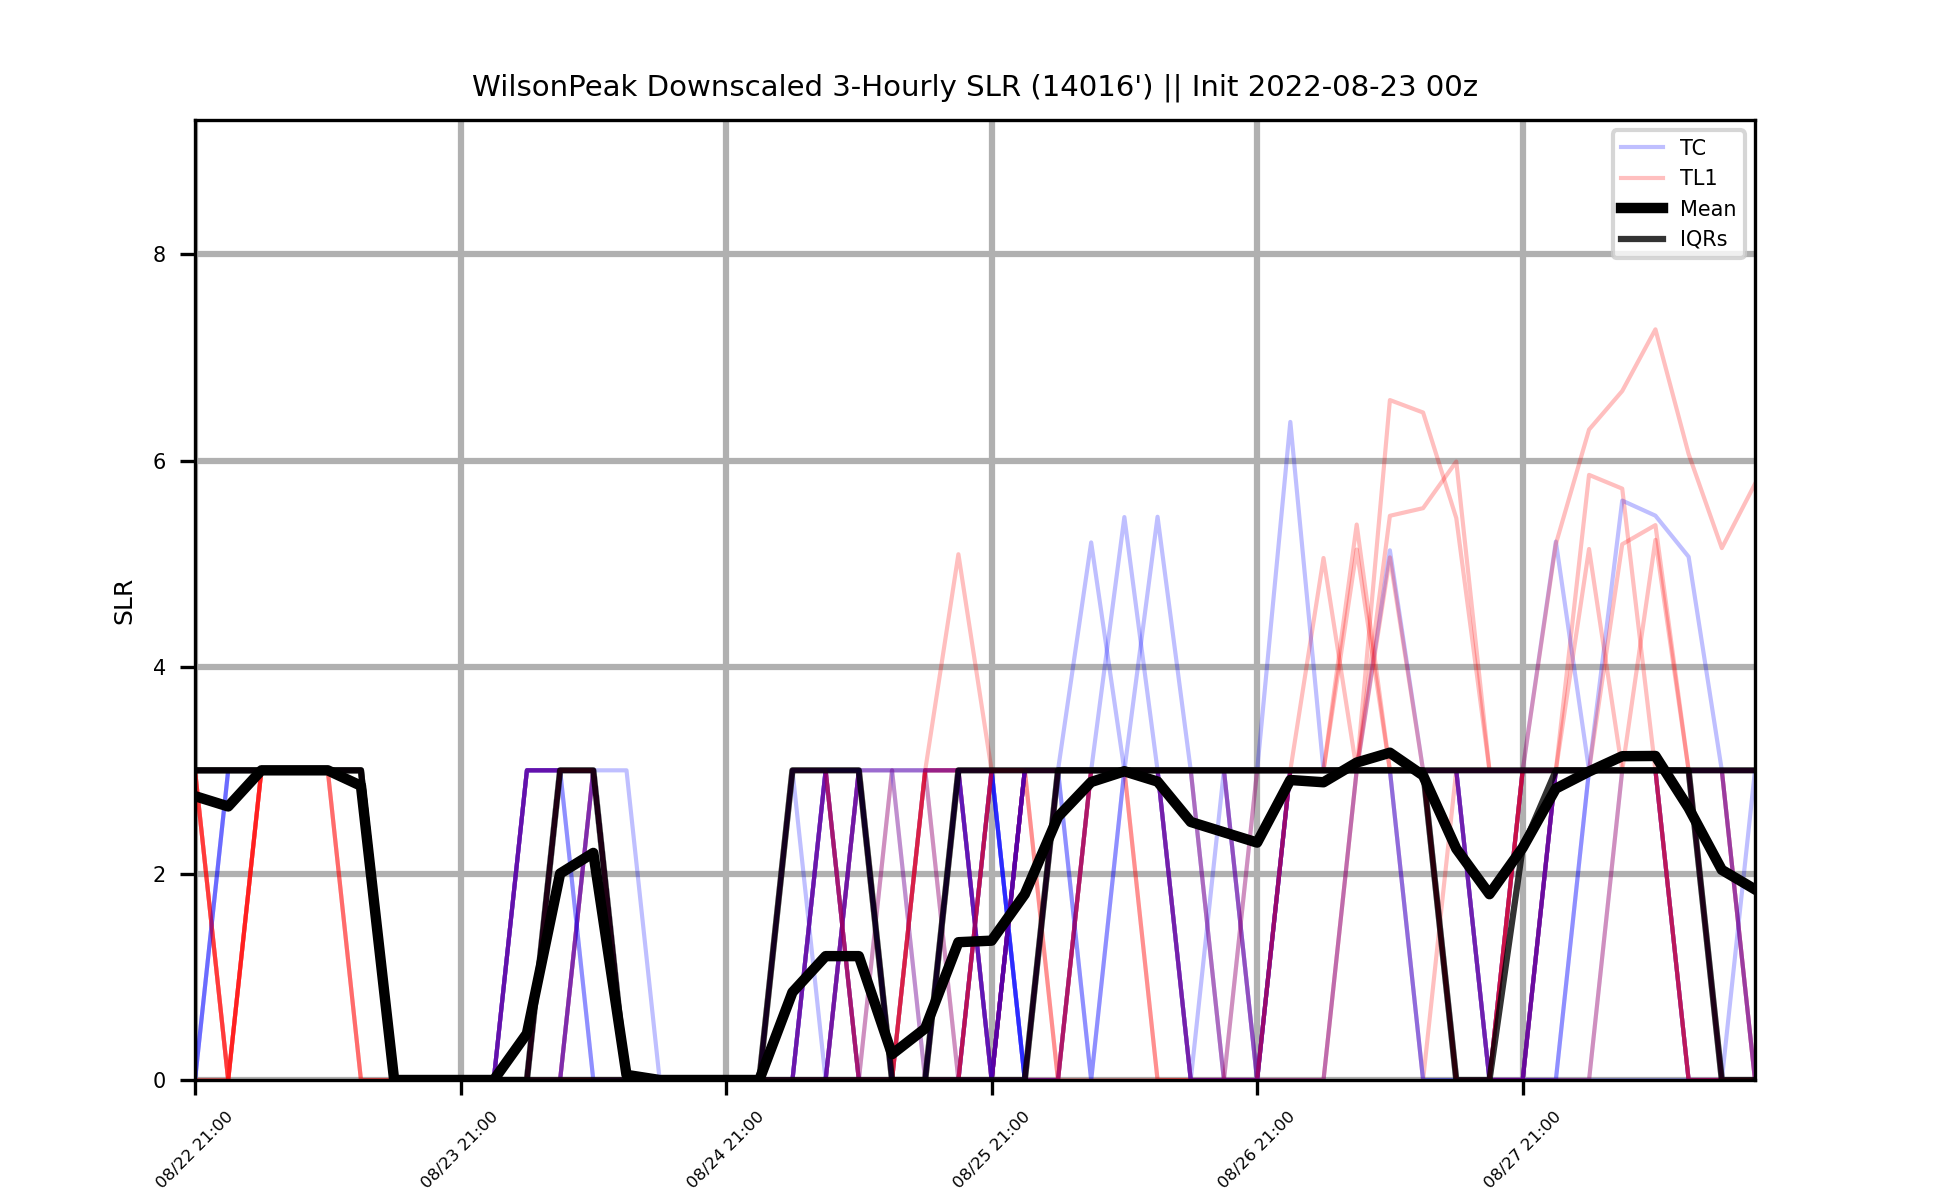 WilsonPeak Downscaled 3-Hourly SLR (14016') || Init 2022-08-23 00z
TC
TL1
Mean
IQRs
8
6
4
2
0
SLR
08/22 21:00
08/23 21:00
08/24 21:00
08/25 21:00
08/26 21:00
08/27 21:00